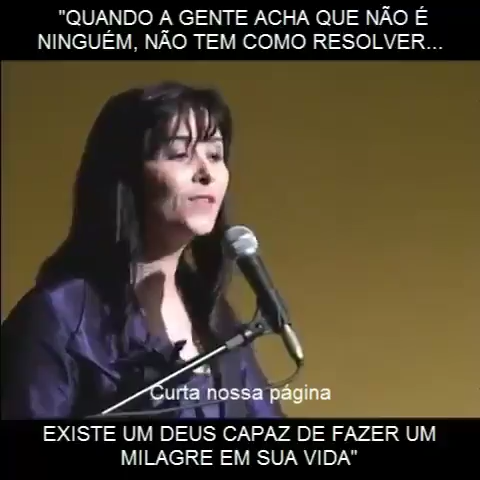 "QUANDO A GENTE ACHA QUE NÃO É
NINGUÉM, NÃO TEM COMO RESOLVER...
Curta nossa página
EXISTE UM DEUS CAPAZ DE FAZER UM
MILAGRE EM SUA VIDA"